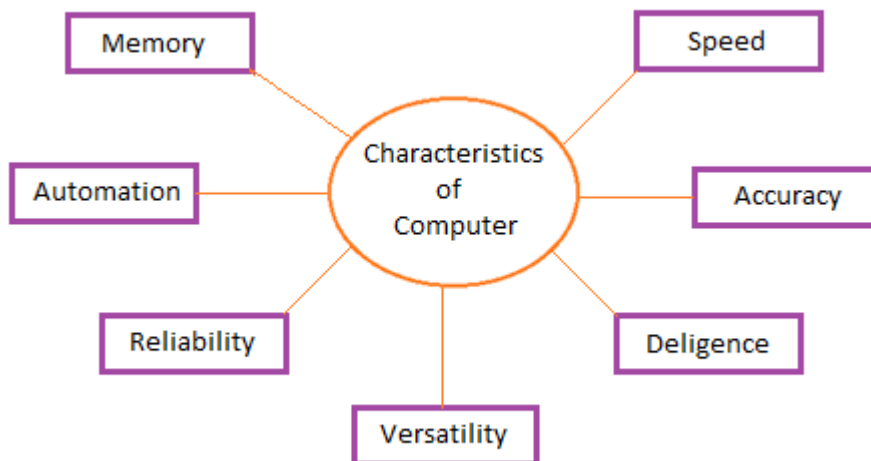 Memory
Speed
Characteristics
of
Computer
Automation
Accuracy
Reliability
Deligence
Versatility